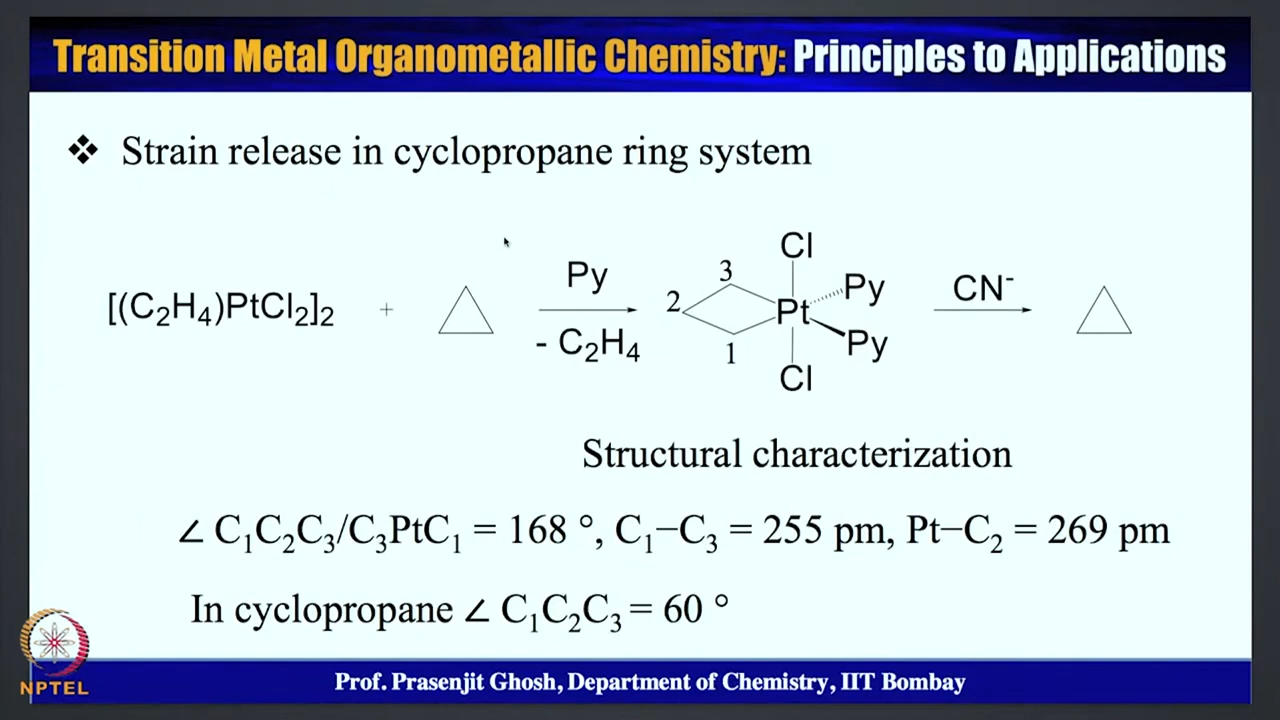 Transition Metal Organometallic Chemistry: Principles to Applications
❖ Strain release in cyclopropane ring system
[(C₂H₄)PtCl₂]₂ + Py - C₂H₄ 2 3 1 Pt Cl Py Py Cl CN⁻
Structural characterization
∠ C₁C₂C₃/C₃PtC₁ = 168 °, C₁−C₃ = 255 pm, Pt−C₂ = 269 pm
In cyclopropane ∠ C₁C₂C₃ = 60 °
NPTEL
Prof. Prasenjit Ghosh, Department of Chemistry, IIT Bombay